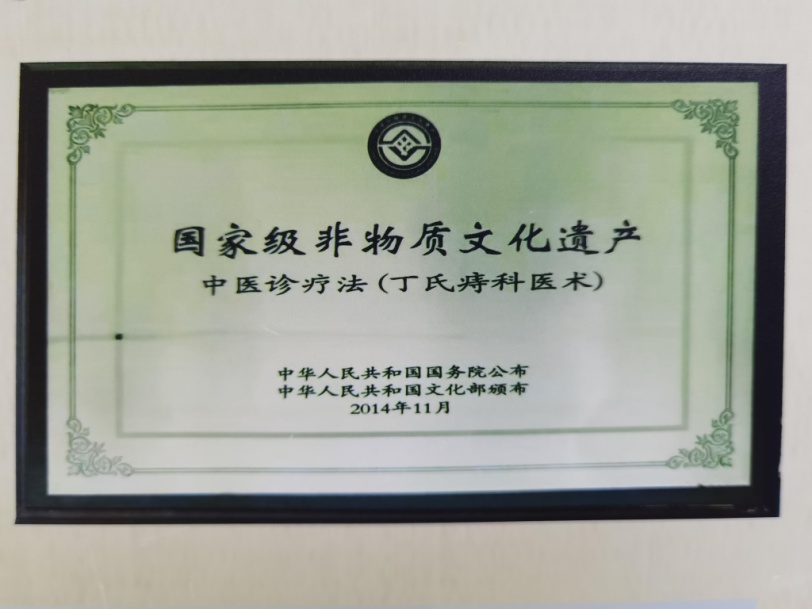 国家级非物质文化遗产
中医诊疗法(丁氏痔科医术)
中华人民共和国国务院公布
中华人民共和国文化部颁布
2014年11月